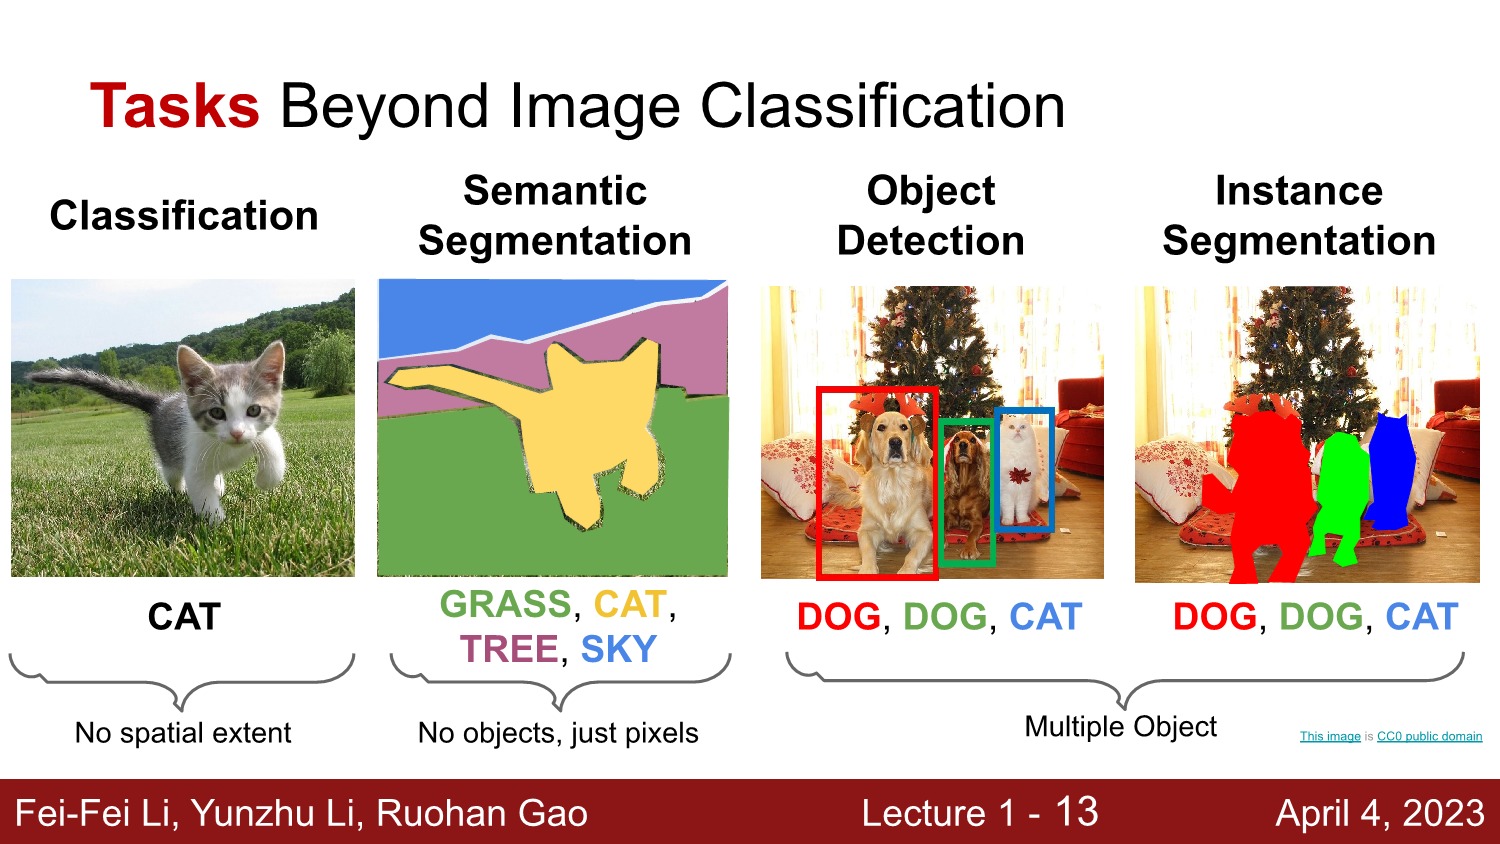 Tasks Beyond Image Classification
Classification
Semantic
Segmentation
Object
Detection
Instance
Segmentation
CAT
GRASS, CAT,
TREE, SKY
DOG, DOG, CAT
DOG, DOG, CAT
No spatial extent
No objects, just pixels
Multiple Object
This image is CC0 public domain
Fei-Fei Li, Yunzhu Li, Ruohan Gao
Lecture 1 - 13
April 4, 2023